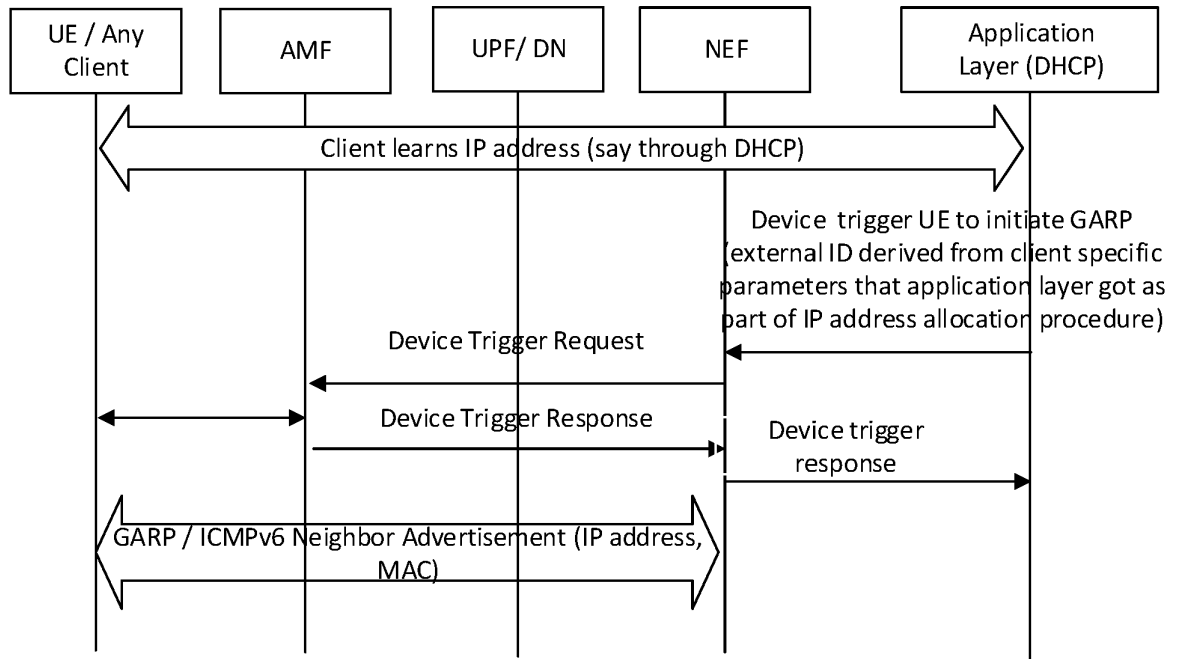 UE / Any
Client
AMF
UPF/ DN
NEF
Application
Layer (DHCP)
Client learns IP address (say through DHCP)
Device trigger UE to initiate GARP
(external ID derived from client specific
parameters that application layer got as
part of IP address allocation procedure)
Device Trigger Request
Device Trigger Response
Device trigger
response
GARP / ICMPv6 Neighbor Advertisement (IP address,
MAC)